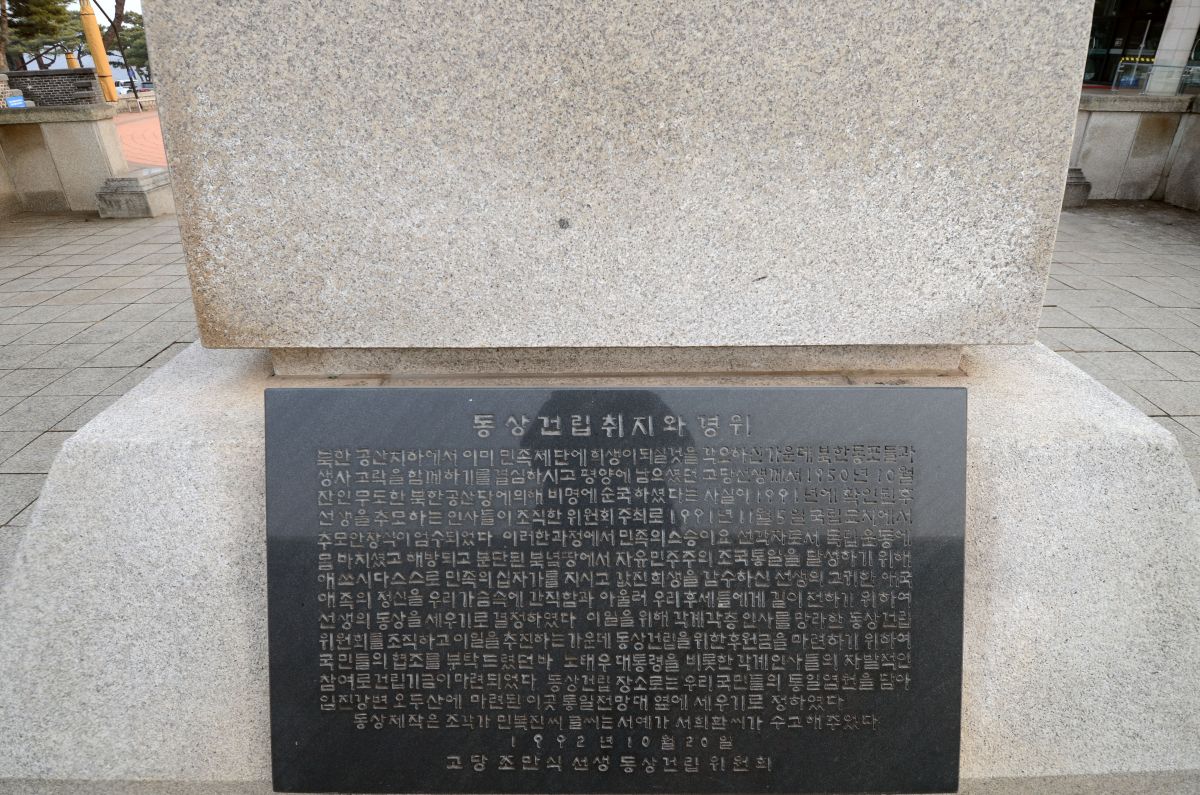 동상건립취지와경위
북한 공산치하에서 이미 민족제단에 희생이 되실것을 각오하신가운데 북한동포들과
생사고락을 함께하기를 결심하시고 평양에 남으셨던 고당선생께서 1950년 10월
잔인무도한 북한공산당에의해 비명에 순국하셨다는 사실이 1991년에 확인된후
선생을 추모하는 인사들이 조직한 위원회주최로 1991년 11월 5일 국립묘지에서
추모안장식이 엄수되었다 이러한과정에서 민족의스승이요 선각자로서 독립운동에
몸 마치셨고 해방되고 분단된 북녘땅에서 자유민주주의 조국통일을 달성하기 위해
애쓰시다스스로 민족의 십자가를 지시고 값진희생을 감수하신 선생의 고귀한 애국
애족의 정신을 우리가슴속에 간직함과 아울러 우리후세들에게 길이 전하기 위하여
선생의 동상을 세우기로 결정하였다 이일을위해 각계각층인사를 망라한 동상건립
위원회를 조직하고 이일을 추진하는가운데 동상건립을위한후원금을 마련하기 위하여
국민들의 협조를 부탁드렸던바 노태우대통령을 비롯한각계인사들의 자발적인
참여로건립기금이마련되었다 동상건립 장소로는우리국민들의 통일염원을 담아
임진강변 오두산에 마련된 이곳 통일전망대 옆에 세우기로 정하였다
동상제작은 조각가 민복진씨 글씨는서예가 서희환씨가 수고해주었다
1992년 10월 20일
고당 조만식 선생 동상건립 위원회